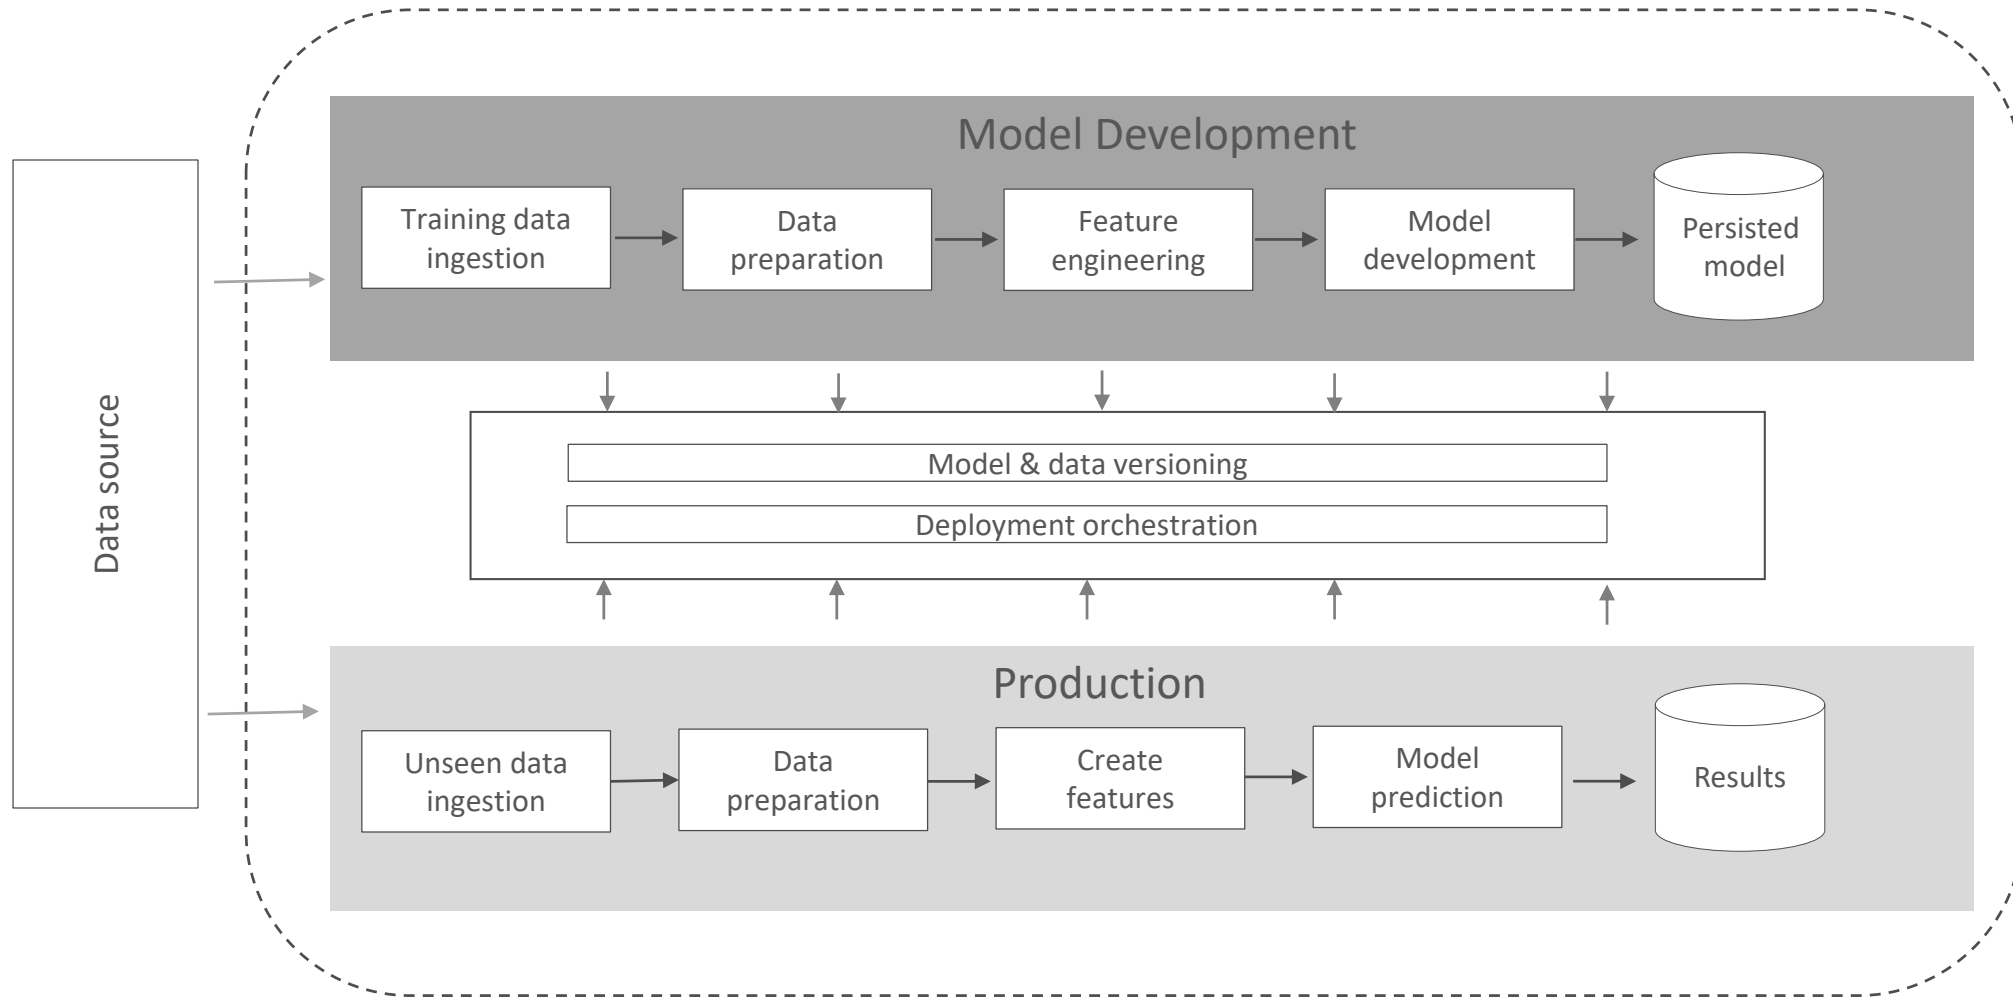 Data source
Model Development
Training data
ingestion
Data
preparation
Feature
engineering
Model
development
Persisted
model
Model & data versioning
Deployment orchestration
Production
Unseen data
ingestion
Data
preparation
Create
features
Model
prediction
Results